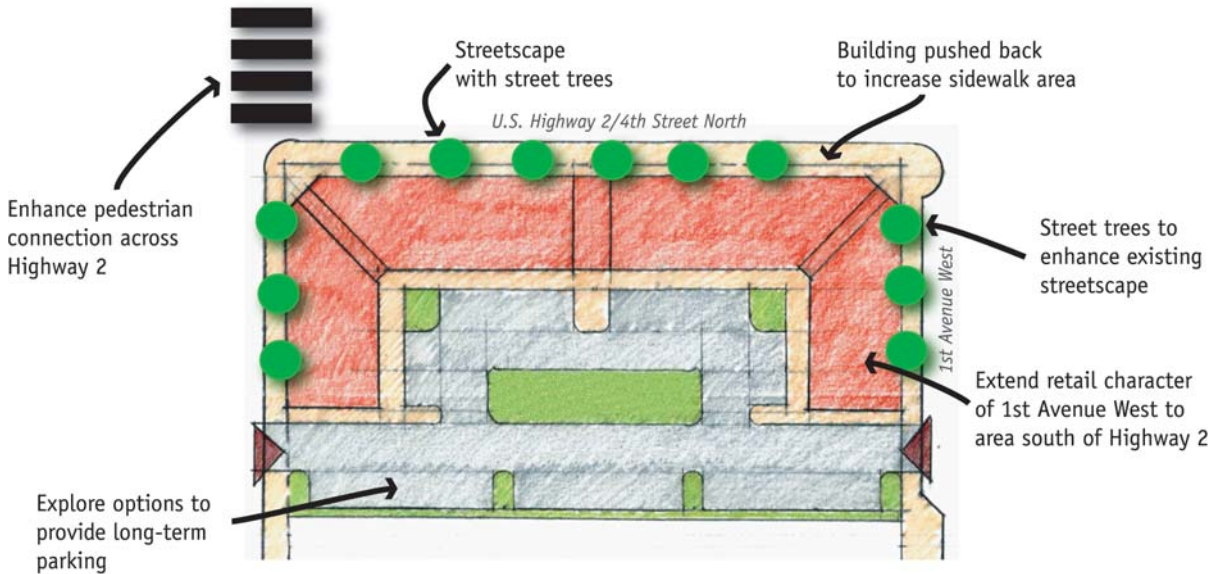 Streetscape
with street trees
Building pushed back
to increase sidewalk area
U.S. Highway 2/4th Street North
Enhance pedestrian
connection across
Highway 2
Street trees to
enhance existing
streetscape
1st Avenue West
Extend retail character
of 1st Avenue West to
area south of Highway 2
Explore options to
provide long-term
parking